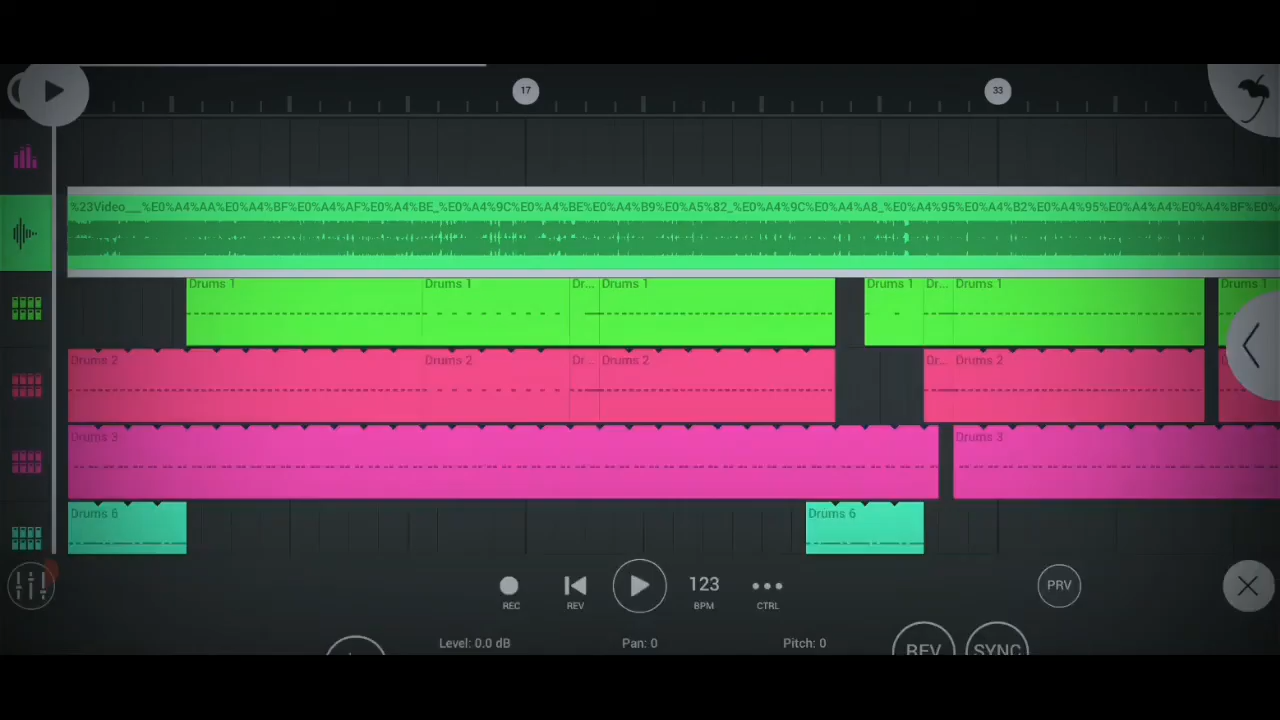 17 33
%23Video___%E0%A4%AA%E0%A4%BF%E0%A4%AF%E0%A4%BE_%E0%A4%9C%E0%A4%BE%E0%A4%B9%E0%A5%82_%E0%A4%9C%E0%A4%A8_%E0%A4%95%E0%A4%B2%E0%A4%95%E0%A4%A4%E0%A4%BF%E0
Drums 1 Drums 1 Dr... Drums 1 Drums 1 Dr... Drums 1 Drums 1
Drums 2 Drums 2 Dr... Drums 2 Dr... Drums 2
Drums 3 Drums 3
Drums 6 Drums 6
123 PRV
REC REV BPM CTRL
Level: 0.0 dB Pan: 0 Pitch: 0 REV SYNC